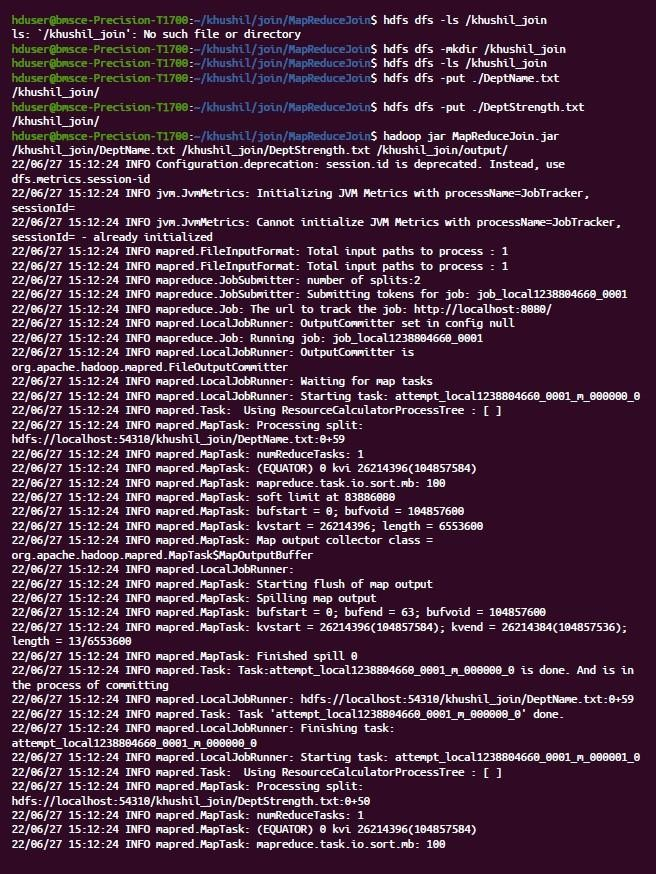 hduser@bmsce-Precision-T1700:~/khushil/join/MapReduceJoin$ hdfs dfs -ls /khushil_join
ls: `/khushil_join': No such file or directory
hduser@bmsce-Precision-T1700:~/khushil/join/MapReduceJoin$ hdfs dfs -mkdir /khushil_join
hduser@bmsce-Precision-T1700:~/khushil/join/MapReduceJoin$ hdfs dfs -ls /khushil_join
hduser@bmsce-Precision-T1700:~/khushil/join/MapReduceJoin$ hdfs dfs -put ./DeptName.txt
/khushil_join/
hduser@bmsce-Precision-T1700:~/khushil/join/MapReduceJoin$ hdfs dfs -put ./DeptStrength.txt
/khushil_join/
hduser@bmsce-Precision-T1700:~/khushil/join/MapReduceJoin$ hadoop jar MapReduceJoin.jar
/khushil_join/DeptName.txt /khushil_join/DeptStrength.txt /khushil_join/output/
22/06/27 15:12:24 INFO Configuration.deprecation: session.id is deprecated. Instead, use
dfs.metrics.session-id
22/06/27 15:12:24 INFO jvm.JvmMetrics: Initializing JVM Metrics with processName=JobTracker,
sessionId=
22/06/27 15:12:24 INFO jvm.JvmMetrics: Cannot initialize JVM Metrics with processName=JobTracker,
sessionId= - already initialized
22/06/27 15:12:24 INFO mapred.FileInputFormat: Total input paths to process : 1
22/06/27 15:12:24 INFO mapred.FileInputFormat: Total input paths to process : 1
22/06/27 15:12:24 INFO mapreduce.JobSubmitter: number of splits:2
22/06/27 15:12:24 INFO mapreduce.JobSubmitter: Submitting tokens for job: job_local1238804660_0001
22/06/27 15:12:24 INFO mapreduce.Job: The url to track the job: http://localhost:8080/
22/06/27 15:12:24 INFO mapred.LocalJobRunner: OutputCommitter set in config null
22/06/27 15:12:24 INFO mapreduce.Job: Running job: job_local1238804660_0001
22/06/27 15:12:24 INFO mapred.LocalJobRunner: OutputCommitter is
org.apache.hadoop.mapred.FileOutputCommitter
22/06/27 15:12:24 INFO mapred.LocalJobRunner: Waiting for map tasks
22/06/27 15:12:24 INFO mapred.LocalJobRunner: Starting task: attempt_local1238804660_0001_m_000000_0
22/06/27 15:12:24 INFO mapred.Task:  Using ResourceCalculatorProcessTree : [ ]
22/06/27 15:12:24 INFO mapred.MapTask: Processing split:
hdfs://localhost:54310/khushil_join/DeptName.txt:0+59
22/06/27 15:12:24 INFO mapred.MapTask: numReduceTasks: 1
22/06/27 15:12:24 INFO mapred.MapTask: (EQUATOR) 0 kvi 26214396(104857584)
22/06/27 15:12:24 INFO mapred.MapTask: mapreduce.task.io.sort.mb: 100
22/06/27 15:12:24 INFO mapred.MapTask: soft limit at 83886080
22/06/27 15:12:24 INFO mapred.MapTask: bufstart = 0; bufvoid = 104857600
22/06/27 15:12:24 INFO mapred.MapTask: kvstart = 26214396; length = 6553600
22/06/27 15:12:24 INFO mapred.MapTask: Map output collector class =
org.apache.hadoop.mapred.MapTask$MapOutputBuffer
22/06/27 15:12:24 INFO mapred.LocalJobRunner:
22/06/27 15:12:24 INFO mapred.MapTask: Starting flush of map output
22/06/27 15:12:24 INFO mapred.MapTask: Spilling map output
22/06/27 15:12:24 INFO mapred.MapTask: bufstart = 0; bufend = 63; bufvoid = 104857600
22/06/27 15:12:24 INFO mapred.MapTask: kvstart = 26214396(104857584); kvend = 26214384(104857536);
length = 13/6553600
22/06/27 15:12:24 INFO mapred.MapTask: Finished spill 0
22/06/27 15:12:24 INFO mapred.Task: Task:attempt_local1238804660_0001_m_000000_0 is done. And is in
the process of committing
22/06/27 15:12:24 INFO mapred.LocalJobRunner: hdfs://localhost:54310/khushil_join/DeptName.txt:0+59
22/06/27 15:12:24 INFO mapred.Task: Task 'attempt_local1238804660_0001_m_000000_0' done.
22/06/27 15:12:24 INFO mapred.LocalJobRunner: Finishing task:
attempt_local1238804660_0001_m_000000_0
22/06/27 15:12:24 INFO mapred.LocalJobRunner: Starting task: attempt_local1238804660_0001_m_000001_0
22/06/27 15:12:24 INFO mapred.Task:  Using ResourceCalculatorProcessTree : [ ]
22/06/27 15:12:24 INFO mapred.MapTask: Processing split:
hdfs://localhost:54310/khushil_join/DeptStrength.txt:0+50
22/06/27 15:12:24 INFO mapred.MapTask: numReduceTasks: 1
22/06/27 15:12:24 INFO mapred.MapTask: (EQUATOR) 0 kvi 26214396(104857584)
22/06/27 15:12:24 INFO mapred.MapTask: mapreduce.task.io.sort.mb: 100